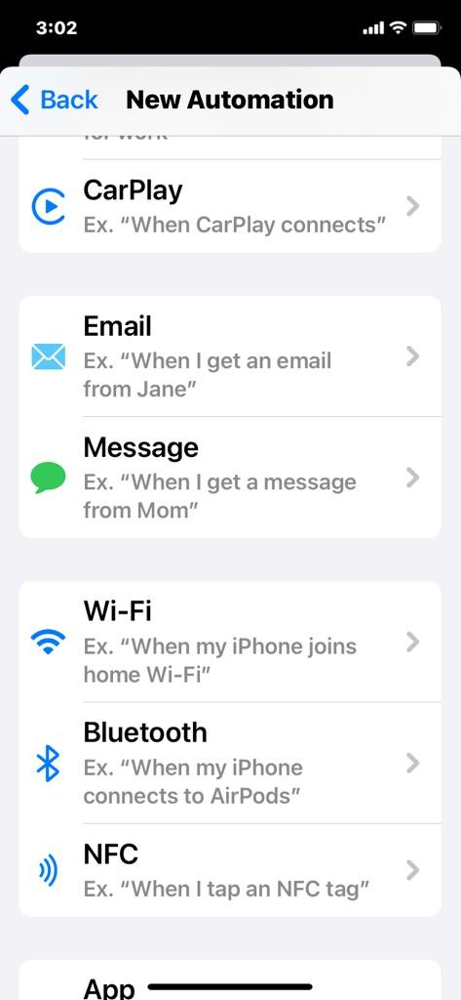 3:02
Back
New Automation
for work
CarPlay
Ex. “When CarPlay connects”
Email
Ex. “When I get an email
from Jane”
Message
Ex. “When I get a message
from Mom”
Wi-Fi
Ex. “When my iPhone joins
home Wi-Fi”
Bluetooth
Ex. “When my iPhone
connects to AirPods”
NFC
Ex. “When I tap an NFC tag”
App